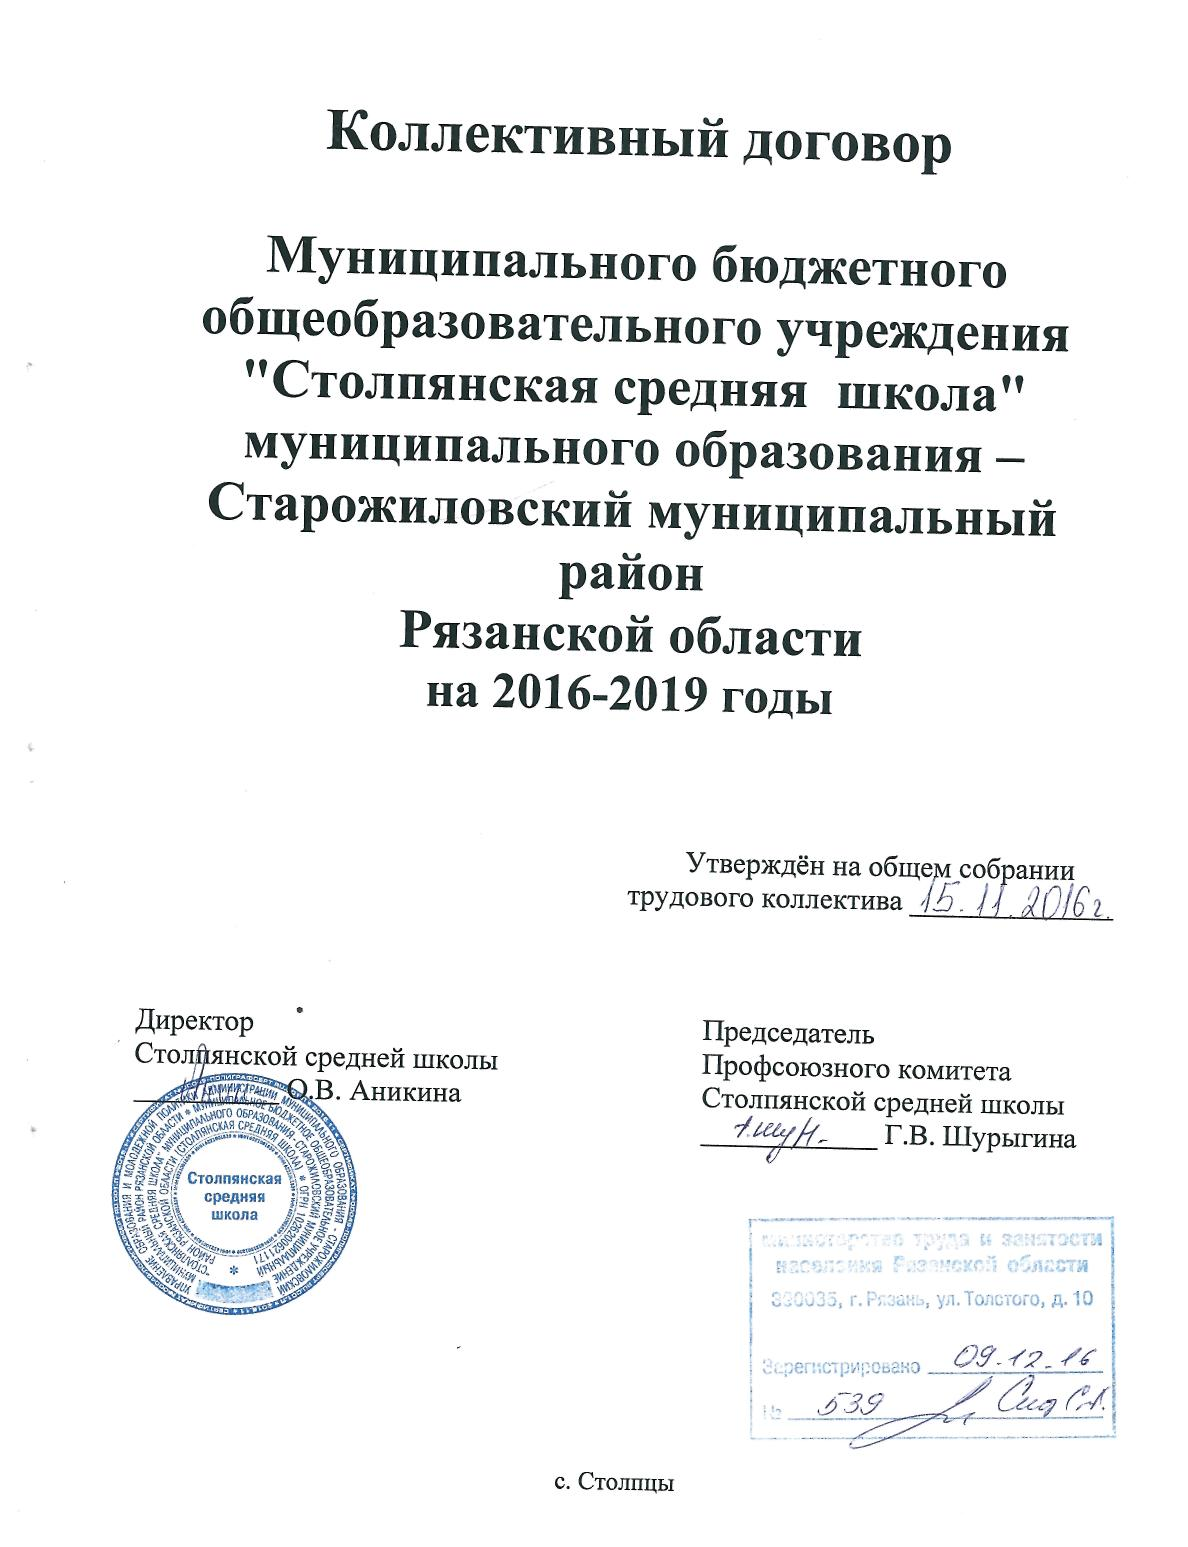 Коллективный договор
Муниципального бюджетного
общеобразовательного учреждения
"Столпянская средняя школа"
муниципального образования –
Старожиловский муниципальный
район
Рязанской области
на 2016-2019 годы
Утверждён на общем собрании
трудового коллектива 15.11.2016г.
Директор
Столпянской средней школы
О.В. Аникина
Председатель
Профсоюзного комитета
Столпянской средней школы
Г.В. Шурыгина
Столпянская
средняя
школа
министерство труда и занятости
населения Рязанской области
390035, г. Рязань, ул. Толстого, д. 10
Зарегистрировано 09.12.16
№ 539
с. Столпцы